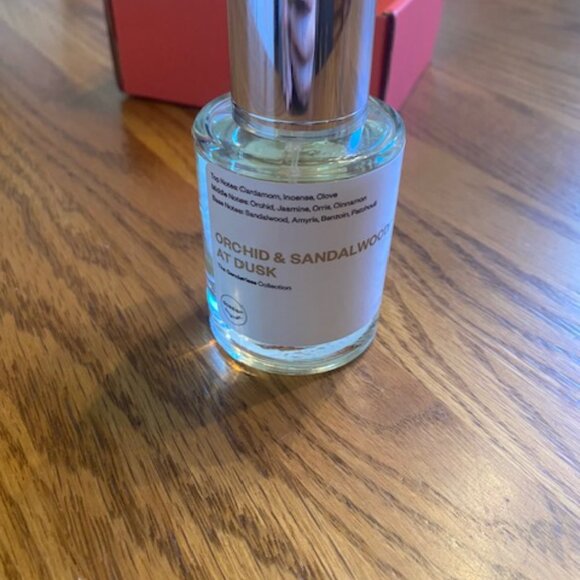 Top Notes: Cardamom, Incense, Clove
Middle Notes: Orchid, Jasmine, Orris, Cinnamon
Base Notes: Sandalwood, Amyris, Benzoin, Patchouli
ORCHID & SANDALWOOD
AT DUSK
The Genderless Collection